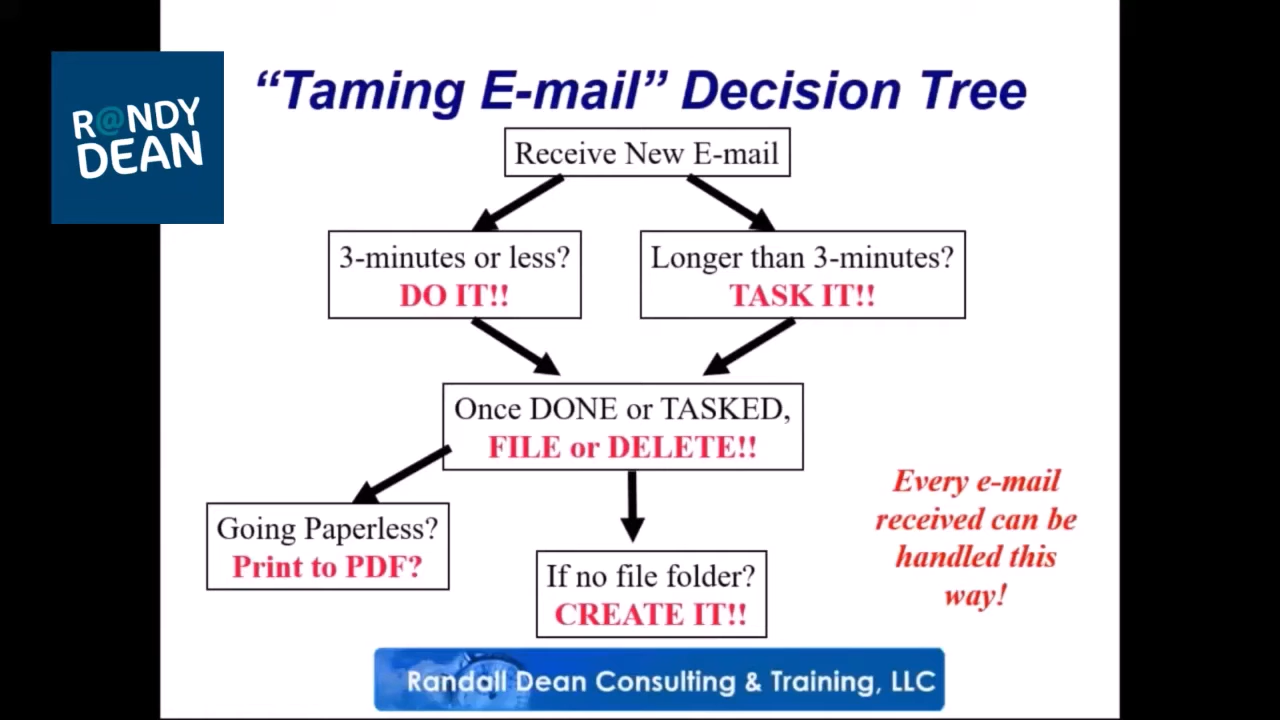 R@NDY
DEAN
“Taming E-mail” Decision Tree
Receive New E-mail
3-minutes or less?
DO IT!!
Longer than 3-minutes?
TASK IT!!
Once DONE or TASKED,
FILE or DELETE!!
Going Paperless?
Print to PDF?
If no file folder?
CREATE IT!!
Every e-mail
received can be
handled this
way!
Randall Dean Consulting & Training, LLC